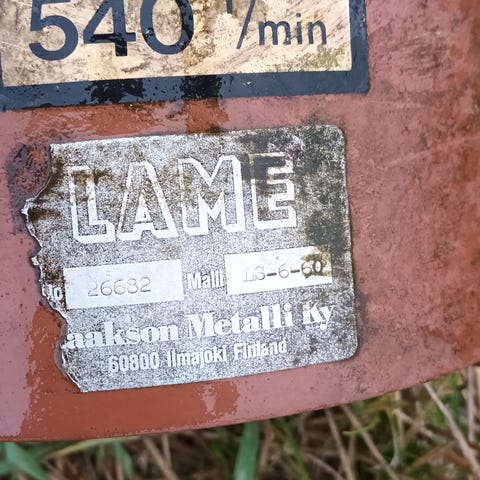 540 1/min
LAME
No 26682 Malli LS-6-60
aakson Metalli Ky
60800 Ilmajoki Finland